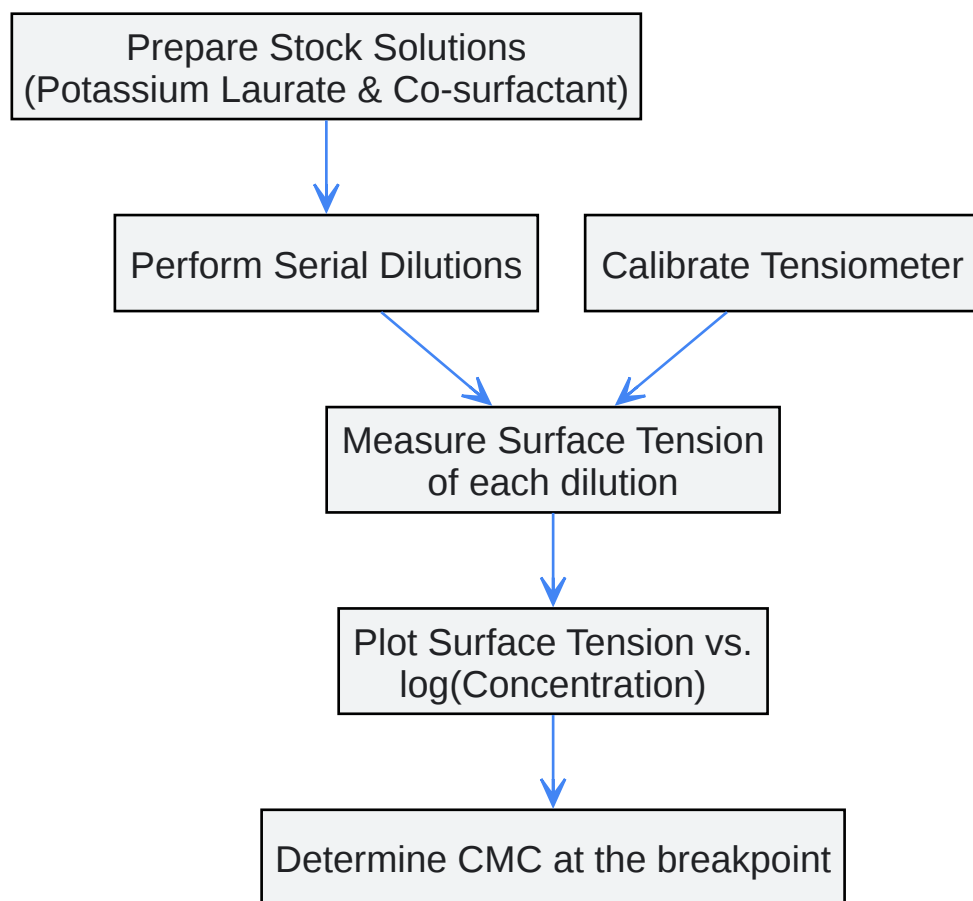 Prepare Stock Solutions
(Potassium Laurate & Co-surfactant)
Perform Serial Dilutions
Calibrate Tensiometer
Measure Surface Tension
of each dilution
Plot Surface Tension vs.
log(Concentration)
Determine CMC at the breakpoint